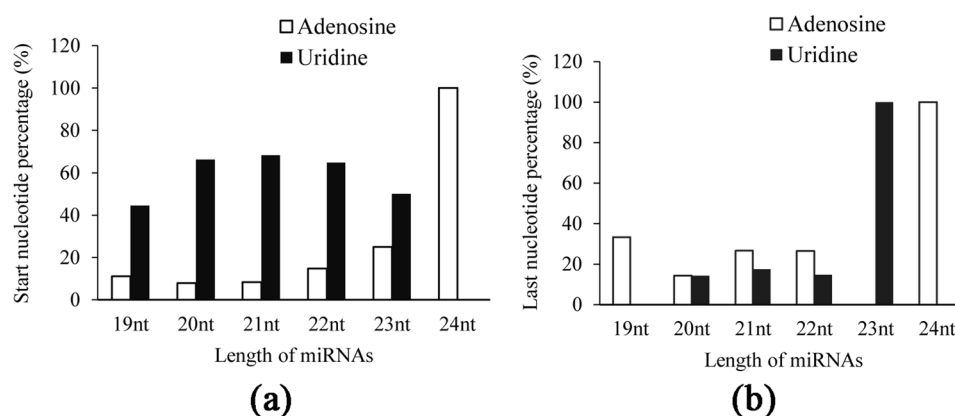 Adenosine
Uridine
Start nucleotide percentage (%)
120
100
80
60
40
20
0
19nt 20nt 21nt 22nt 23nt 24nt
Length of miRNAs
(a)
Adenosine
Uridine
Last nucleotide percentage (%)
120
100
80
60
40
20
0
19nt 20nt 21nt 22nt 23nt 24nt
Length of miRNAs
(b)